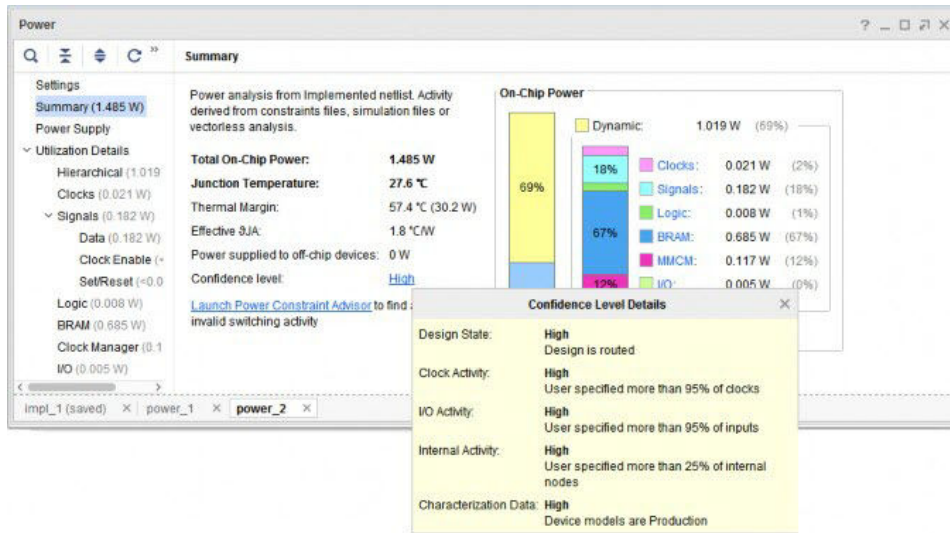 Power
Summary
Settings
Summary (1.485 W)
Power Supply
Utilization Details
Hierarchical (1.019
Clocks (0.021 W)
Signals (0.182 W)
Data (0.182 W)
Clock Enable (<
Set/Reset (<0.0
Logic (0.008 W)
BRAM (0.685 W)
Clock Manager (0.1
I/O (0.005 W)
Power analysis from Implemented netlist. Activity
derived from constraints files, simulation files or
vectorless analysis.
Total On-Chip Power: 1.485 W
Junction Temperature: 27.6 °C
Thermal Margin: 57.4 °C (30.2 W)
Effective ϑJA: 1.8 °C/W
Power supplied to off-chip devices: 0 W
Confidence level: High
Launch Power Constraint Advisor to find
invalid switching activity
On-Chip Power
69%
Dynamic: 1.019 W (69%)
18%
67%
12%
Clocks: 0.021 W (2%)
Signals: 0.182 W (18%)
Logic: 0.008 W (1%)
BRAM: 0.685 W (67%)
MMCM: 0.117 W (12%)
I/O: 0.005 W (0%)
Confidence Level Details
Design State: High
Design is routed
Clock Activity: High
User specified more than 95% of clocks
I/O Activity: High
User specified more than 95% of inputs
Internal Activity: High
User specified more than 25% of internal
nodes
Characterization Data: High
Device models are Production
impl_1 (saved)
power_1
power_2